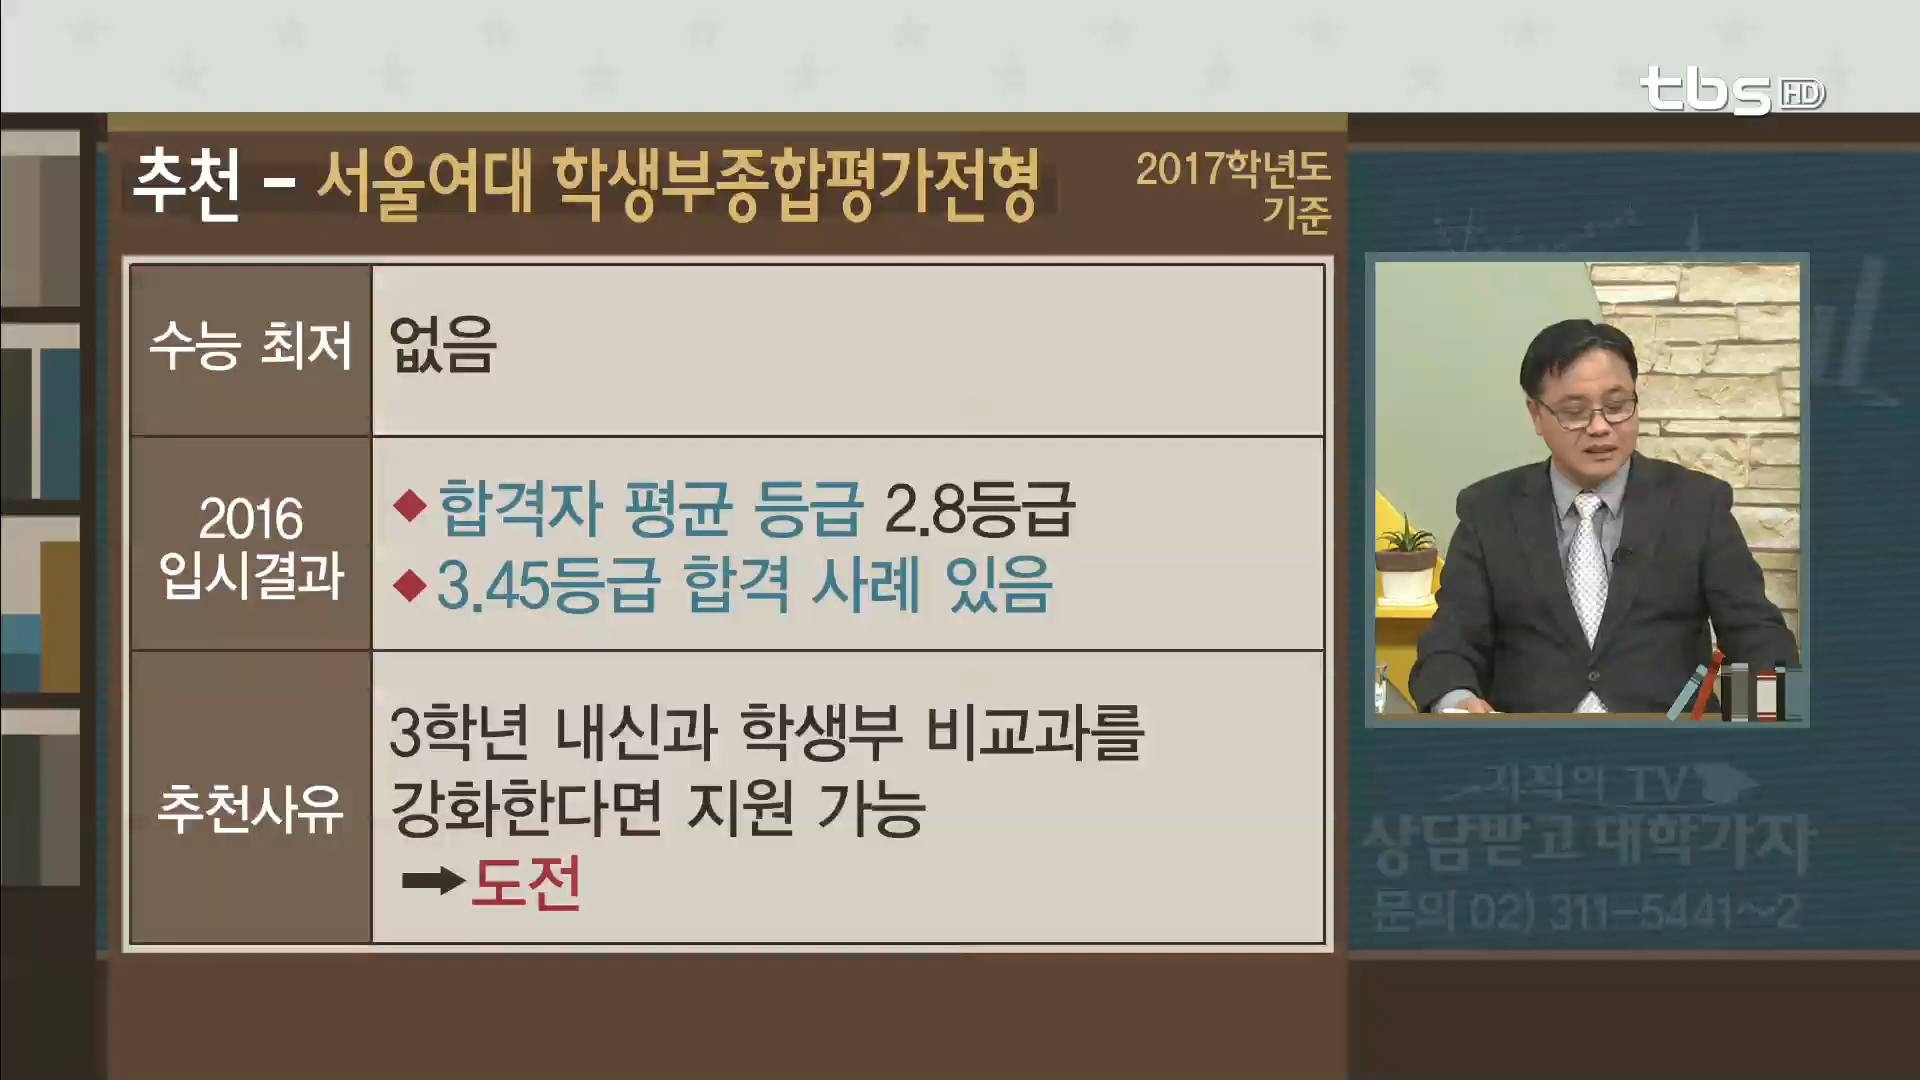 tbs HD
추천 - 서울여대 학생부종합평가전형
2017학년도
기준
수능 최저
없음
2016
입시결과
◆ 합격자 평균 등급 2.8등급
◆ 3.45등급 합격 사례 있음
추천사유
3학년 내신과 학생부 비교과를
강화한다면 지원 가능
➡도전
TV
상담받고 대학가자
문의 02) 311-5441~2